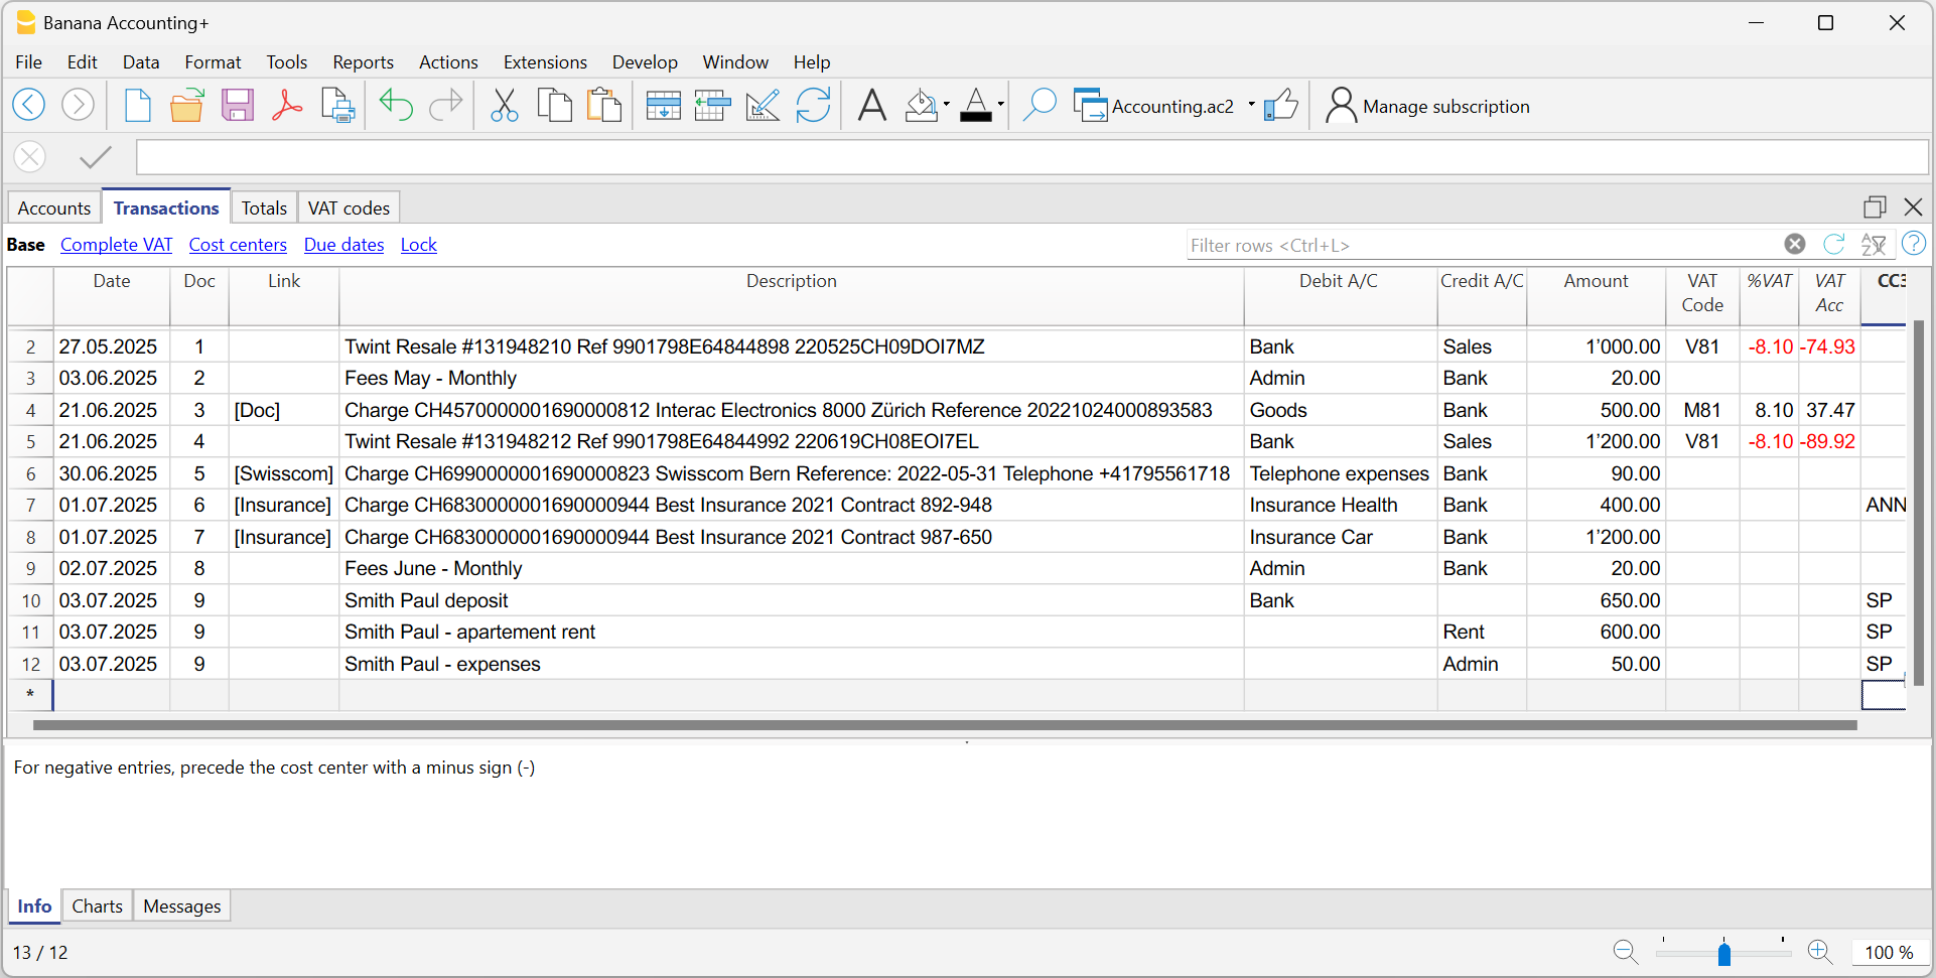 Banana Accounting+
File Edit Data Format Tools Reports Actions Extensions Develop Window Help
Accounting.ac2 Manage subscription
Accounts Transactions Totals VAT codes
Base Complete VAT Cost centers Due dates Lock Filter rows <Ctrl+L>
Date Doc Link Description Debit A/C Credit A/C Amount VAT Code %VAT VAT Acc CC3
2 27.05.2025 1 Twint Resale #131948210 Ref 9901798E64844898 220525CH09DOI7MZ Bank Sales 1'000.00 V81 -8.10 -74.93
3 03.06.2025 2 Fees May - Monthly Admin Bank 20.00
4 21.06.2025 3 [Doc] Charge CH4570000001690000812 Interac Electronics 8000 Zürich Reference 20221024000893583 Goods Bank 500.00 M81 8.10 37.47
5 21.06.2025 4 Twint Resale #131948212 Ref 9901798E64844992 220619CH08EOI7EL Bank Sales 1'200.00 V81 -8.10 -89.92
6 30.06.2025 5 [Swisscom] Charge CH6990000001690000823 Swisscom Bern Reference: 2022-05-31 Telephone +41795561718 Telephone expenses Bank 90.00
7 01.07.2025 6 [Insurance] Charge CH6830000001690000944 Best Insurance 2021 Contract 892-948 Insurance Health Bank 400.00 ANN
8 01.07.2025 7 [Insurance] Charge CH6830000001690000944 Best Insurance 2021 Contract 987-650 Insurance Car Bank 1'200.00
9 02.07.2025 8 Fees June - Monthly Admin Bank 20.00
10 03.07.2025 9 Smith Paul deposit Bank 650.00 SP
11 03.07.2025 9 Smith Paul - apartement rent Rent 600.00 SP
12 03.07.2025 9 Smith Paul - expenses Admin 50.00 SP
*
For negative entries, precede the cost center with a minus sign (-)
Info Charts Messages
13 / 12 100 %